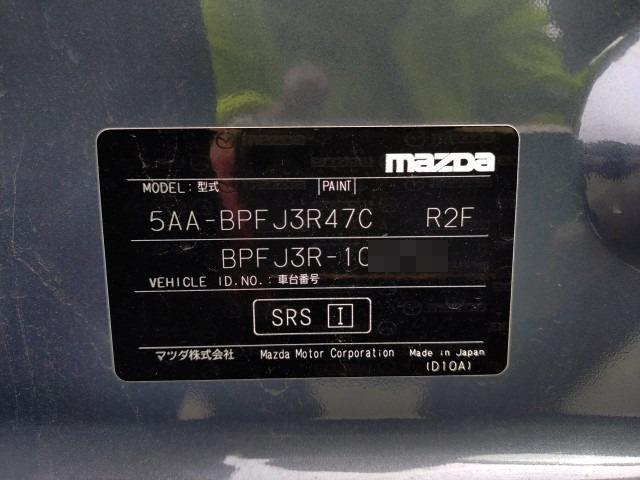 mazda
MODEL: 型式 PAINT
5AA-BPFJ3R47C R2F
BPFJ3R-10
VEHICLE ID.NO.: 車台番号
SRS I
マツダ株式会社 Mazda Motor Corporation Made in Japan
(D10A)